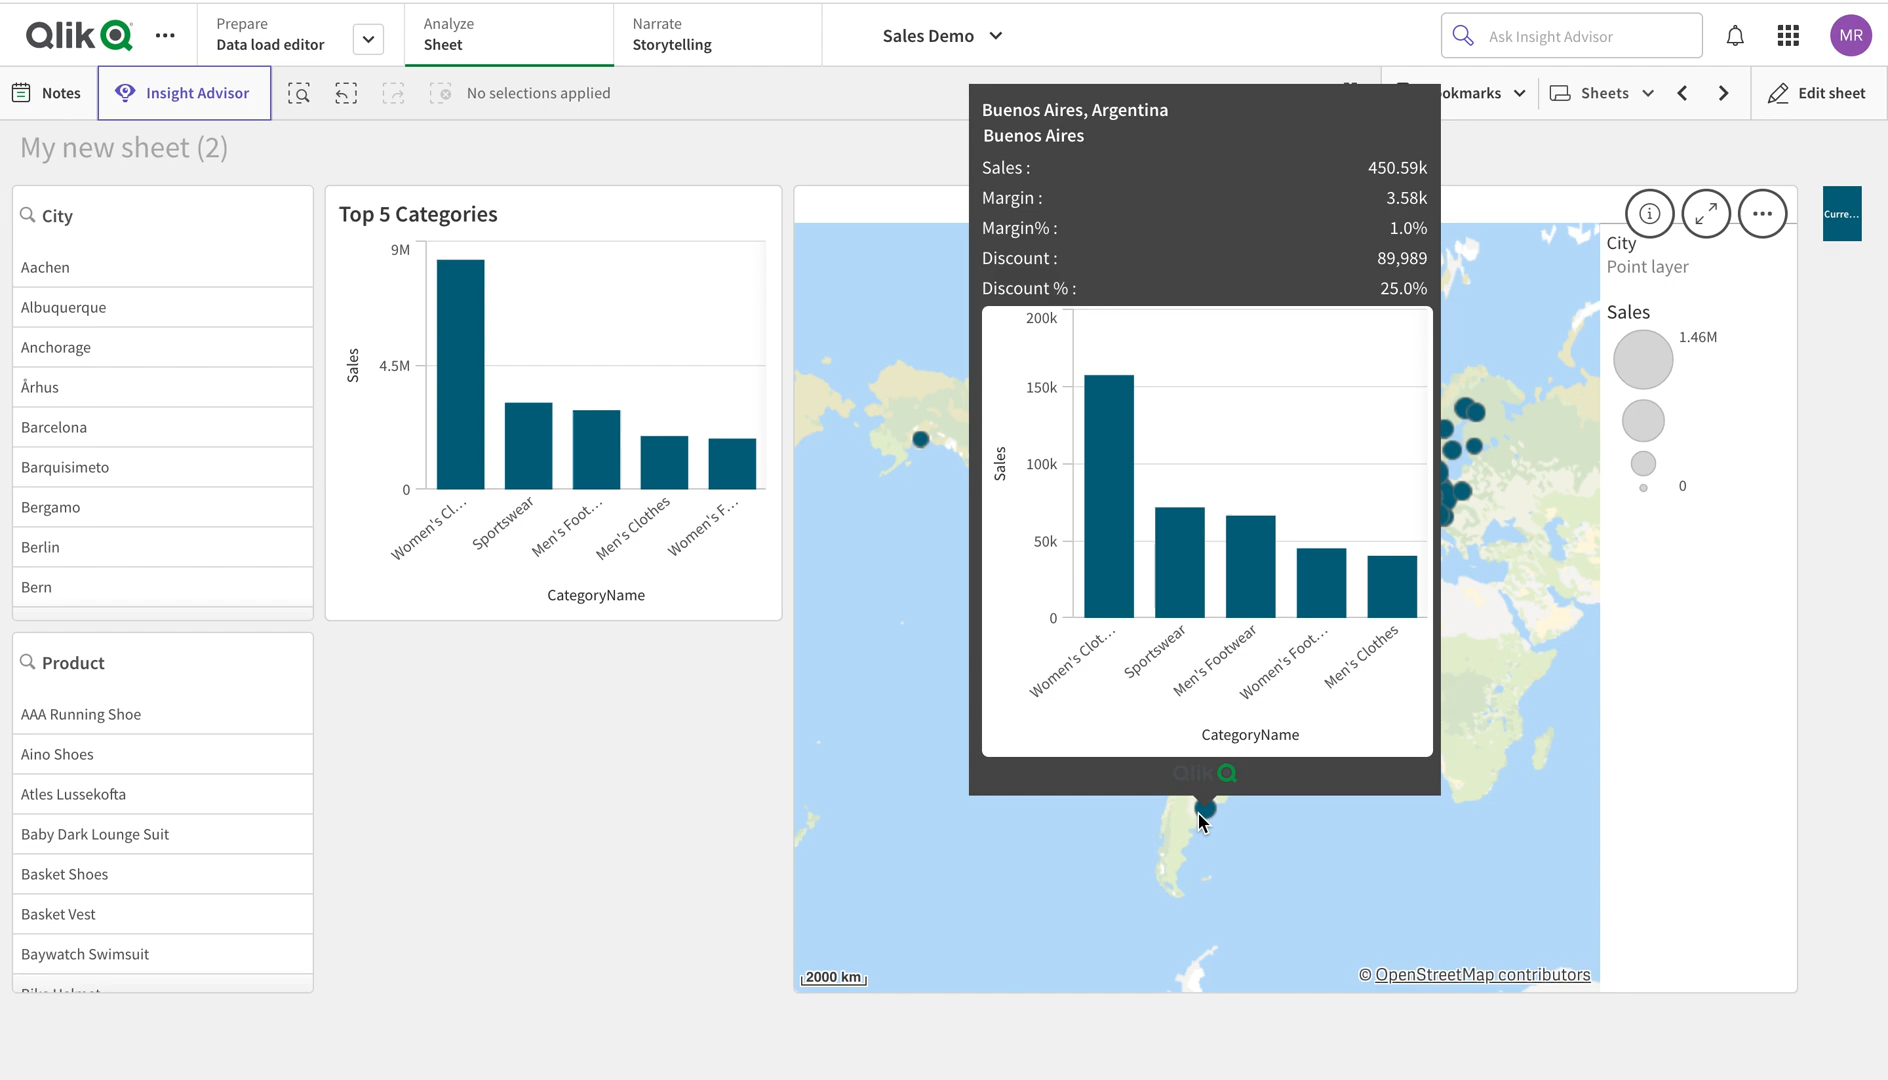 Qlik
Prepare
Data load editor
Analyze
Sheet
Narrate
Storytelling
Sales Demo
Ask Insight Advisor
MR
Notes
Insight Advisor
No selections applied
okmarks
Sheets
Edit sheet
My new sheet (2)
City
Aachen
Albuquerque
Anchorage
Århus
Barcelona
Barquisimeto
Bergamo
Berlin
Bern
Product
AAA Running Shoe
Aino Shoes
Atles Lussekofta
Baby Dark Lounge Suit
Basket Shoes
Basket Vest
Baywatch Swimsuit
Top 5 Categories
9M
4.5M
0
Sales
Women's Cl...
Sportswear
Men's Foot...
Men's Clothes
Women's F...
CategoryName
Buenos Aires, Argentina
Buenos Aires
Sales : 450.59k
Margin : 3.58k
Margin% : 1.0%
Discount : 89,989
Discount % : 25.0%
200k
150k
100k
50k
0
Sales
Women's Clot...
Sportswear
Men's Footwear
Women's Foot...
Men's Clothes
CategoryName
Qlik
2000 km
© OpenStreetMap contributors
City
Point layer
Sales
1.46M
0
Curre...